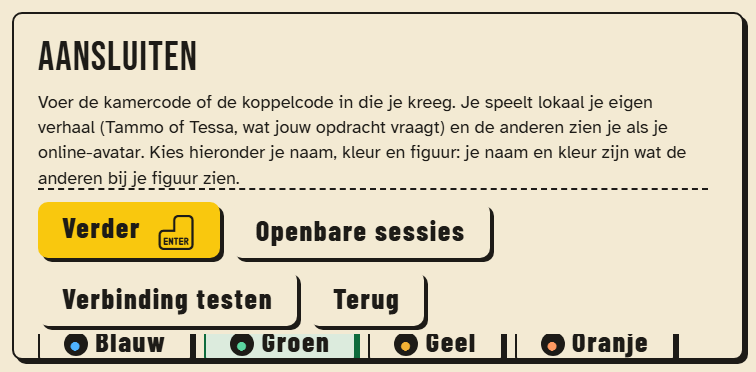 AANSLUITEN
Voer de kamercode of de koppelcode in die je kreeg. Je speelt lokaal je eigen
verhaal (Tammo of Tessa, wat jouw opdracht vraagt) en de anderen zien je als je
online-avatar. Kies hieronder je naam, kleur en figuur: je naam en kleur zijn wat de
anderen bij je figuur zien.
Verder ENTER Openbare sessies
Verbinding testen Terug
Blauw Groen Geel Oranje